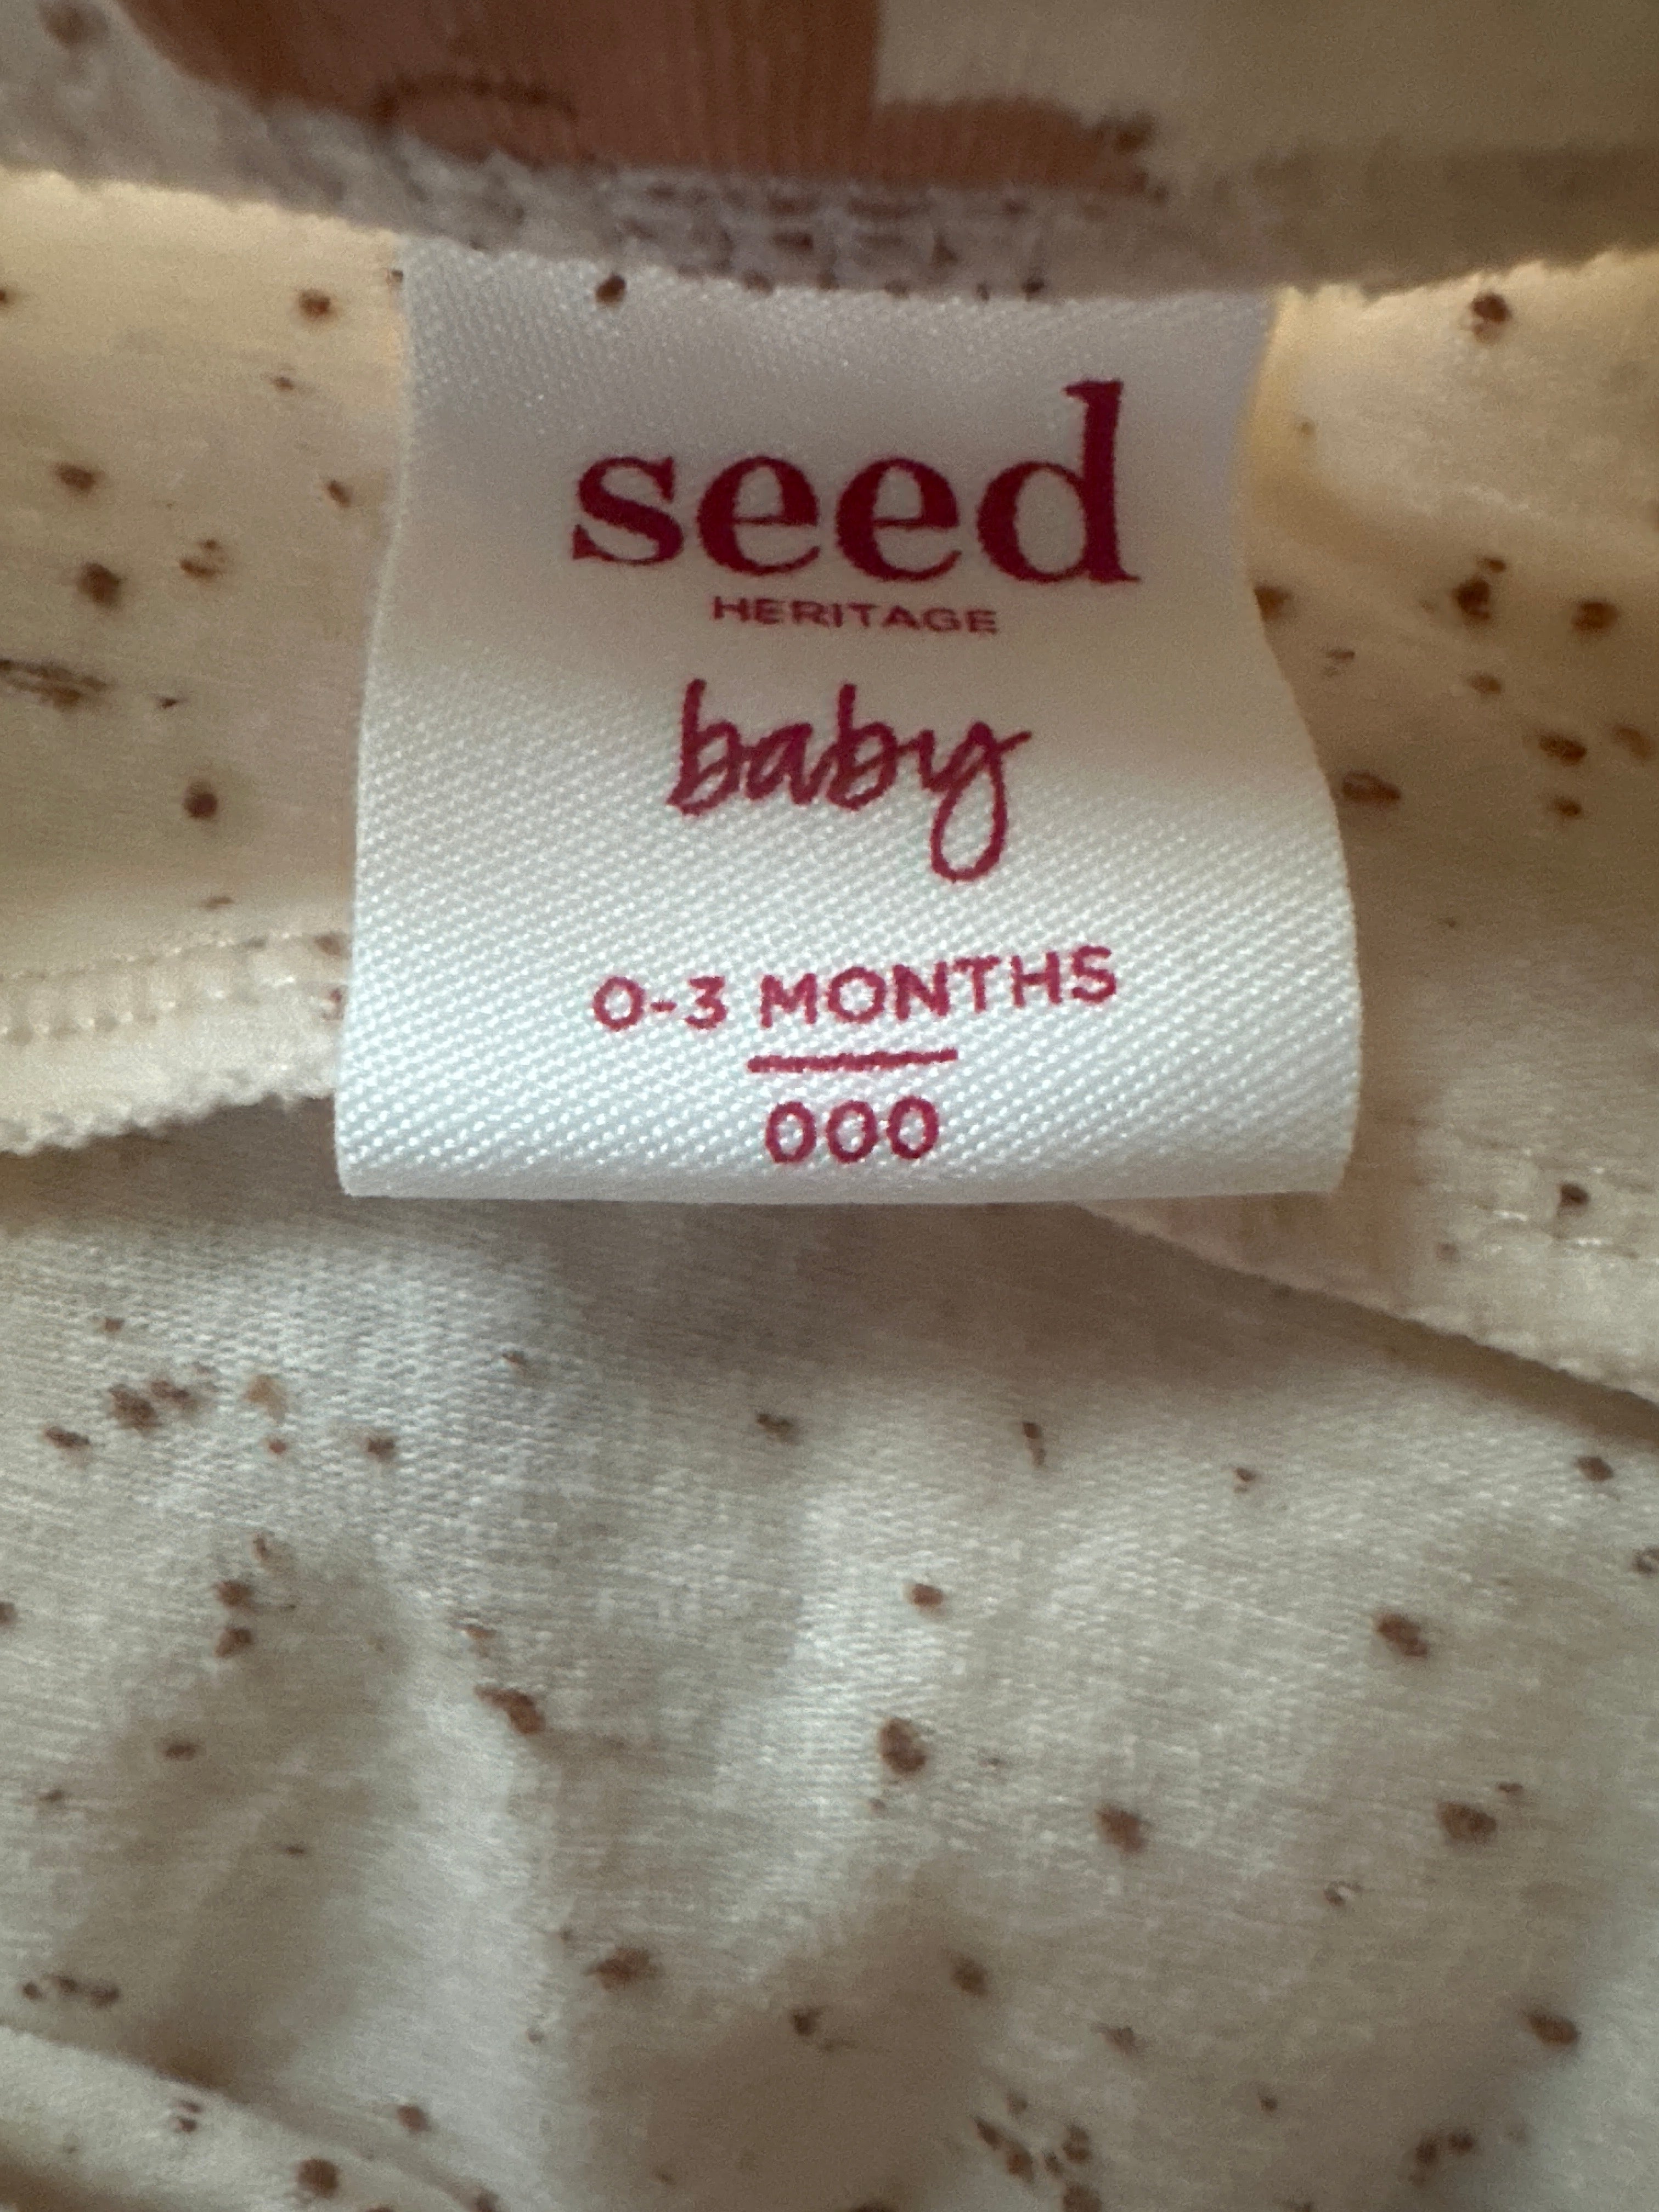 seed
HERITAGE
baby
0-3 MONTHS
000